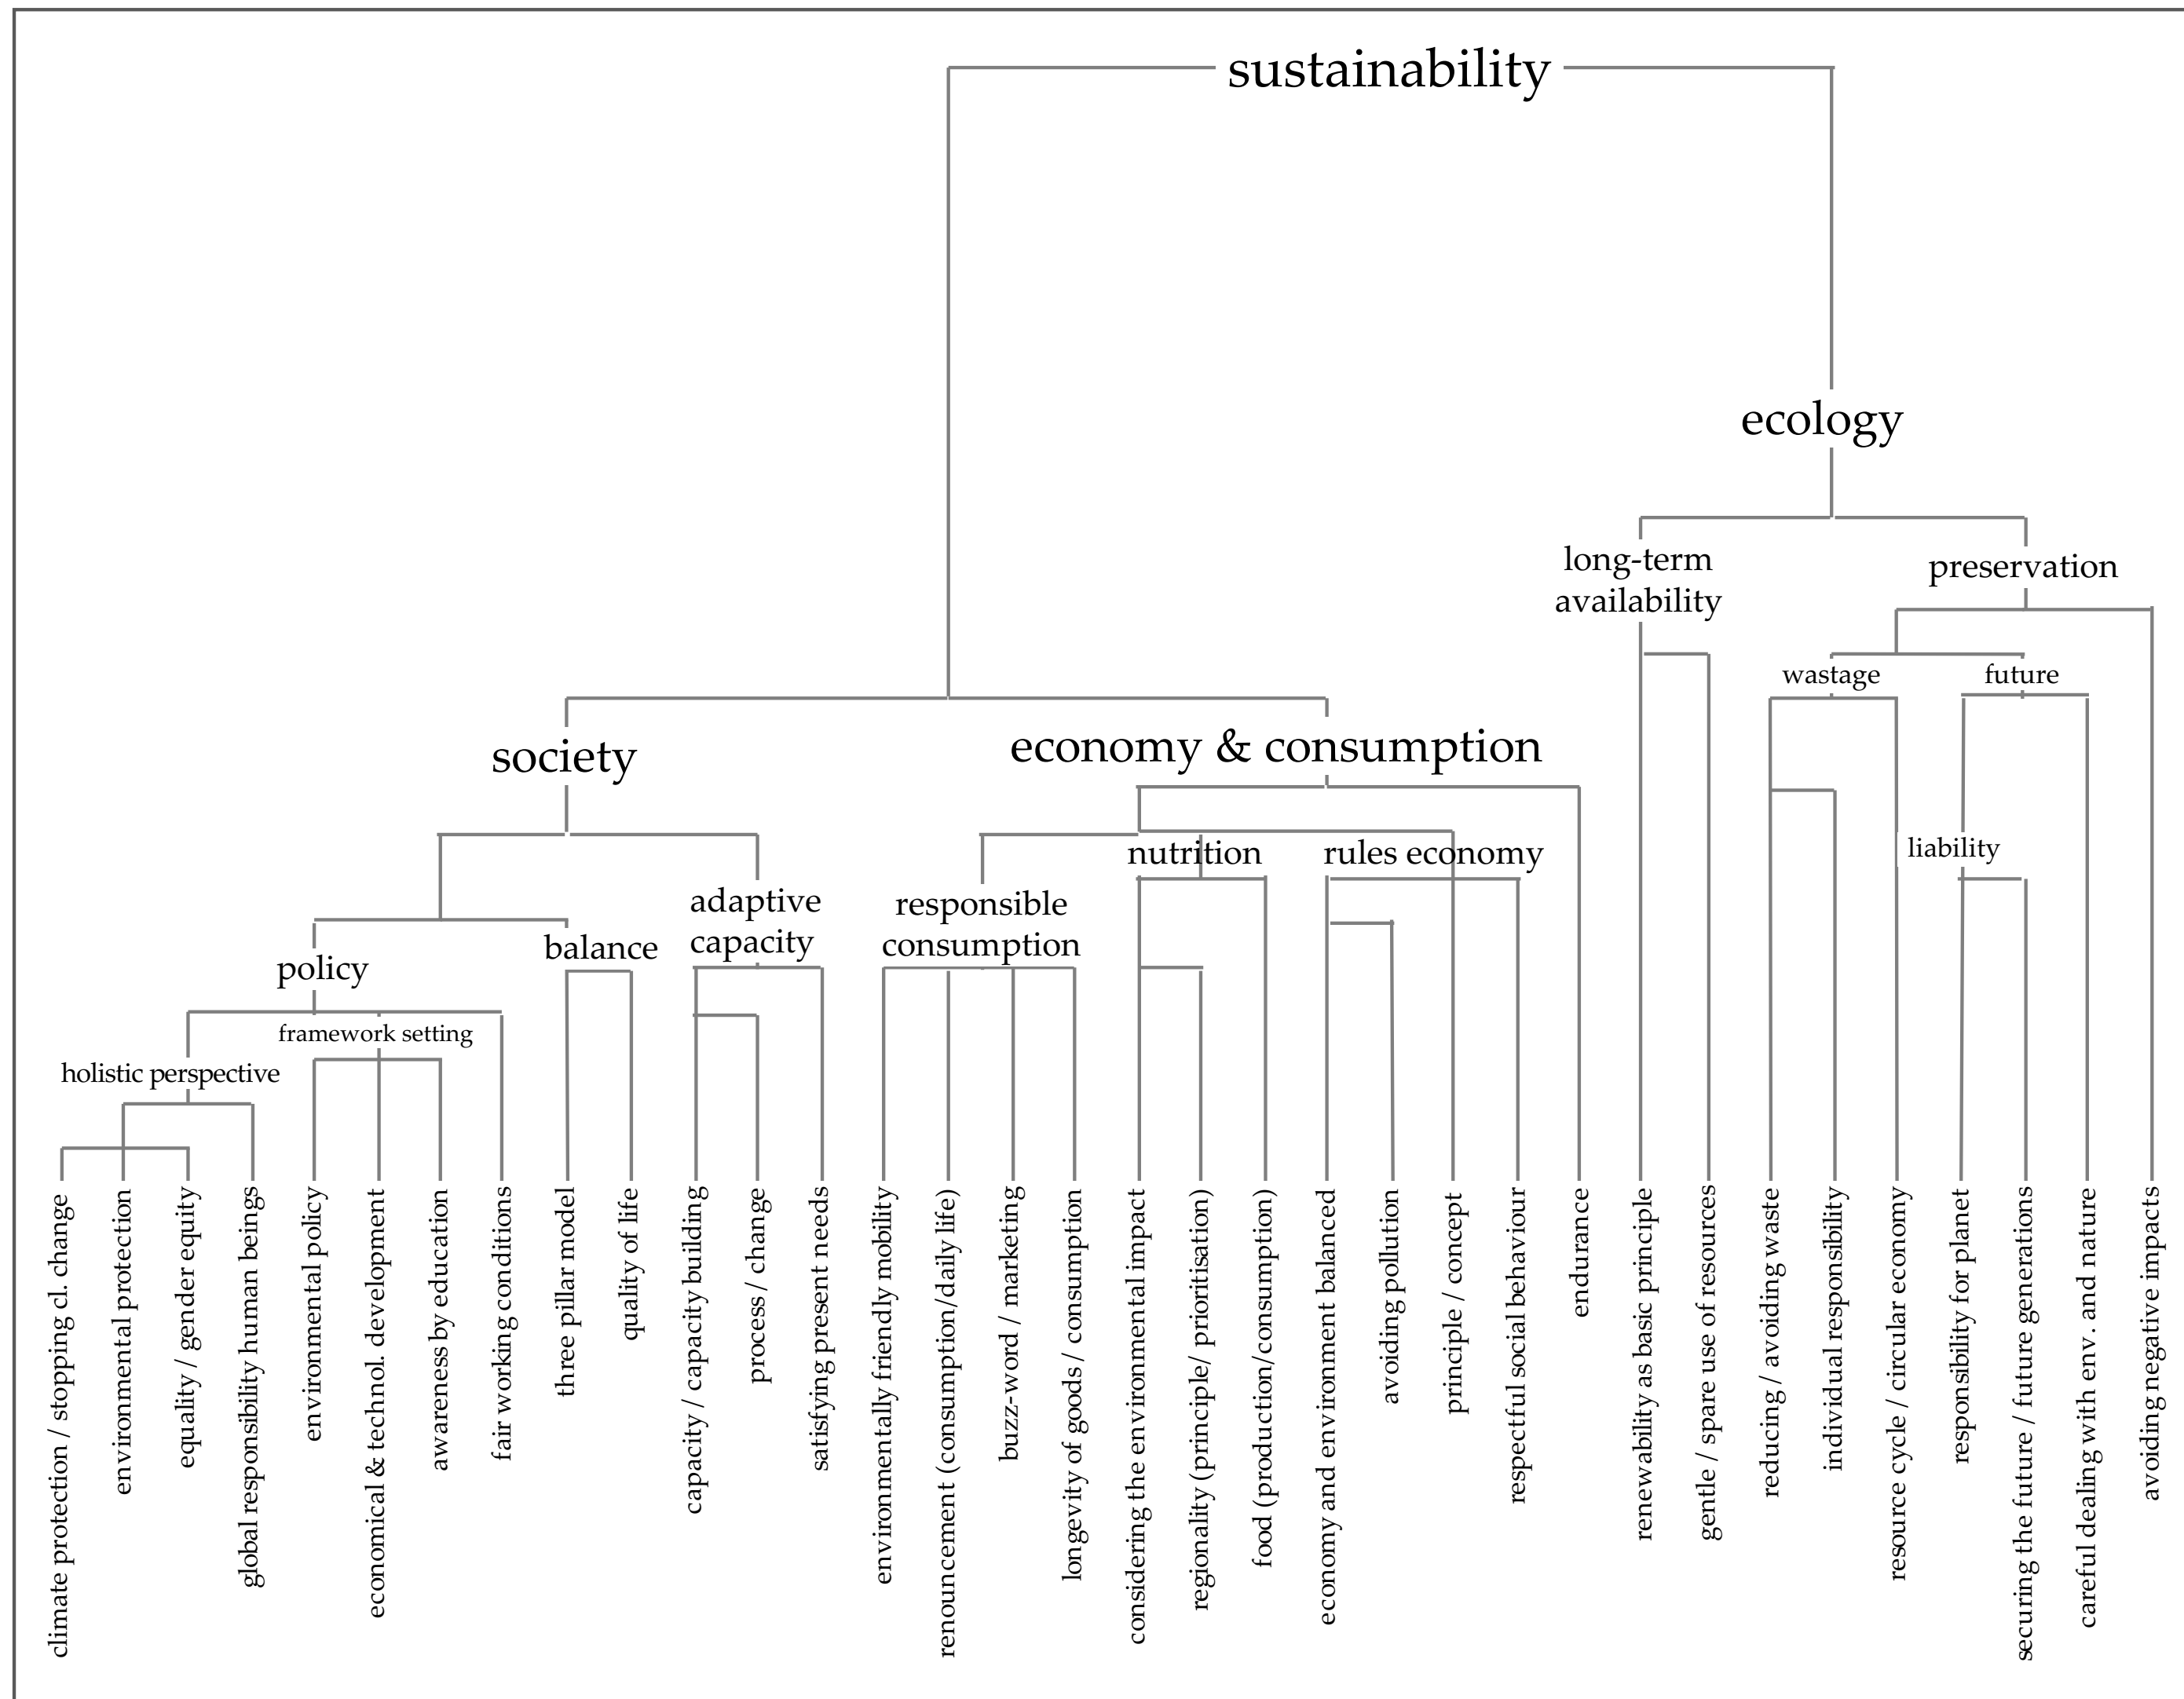 sustainability
ecology
long-term
availability
preservation
wastage
future
society
economy & consumption
nutrition
rules economy
liability
adaptive
capacity
responsible
consumption
balance
policy
framework setting
holistic perspective
climate protection / stopping cl. change
environmental protection
equality / gender equity
global responsibility human beings
environmental policy
economical & technol. development
awareness by education
fair working conditions
three pillar model
quality of life
capacity / capacity building
process / change
satisfying present needs
environmentally friendly mobility
renouncement (consumption/daily life)
buzz-word / marketing
longevity of goods / consumption
considering the environmental impact
regionality (principle/ prioritisation)
food (production/consumption)
economy and environment balanced
avoiding pollution
principle / concept
respectful social behaviour
endurance
renewability as basic principle
gentle / spare use of resources
reducing / avoiding waste
individual responsibility
resource cycle / circular economy
responsibility for planet
securing the future / future generations
careful dealing with env. and nature
avoiding negative impacts